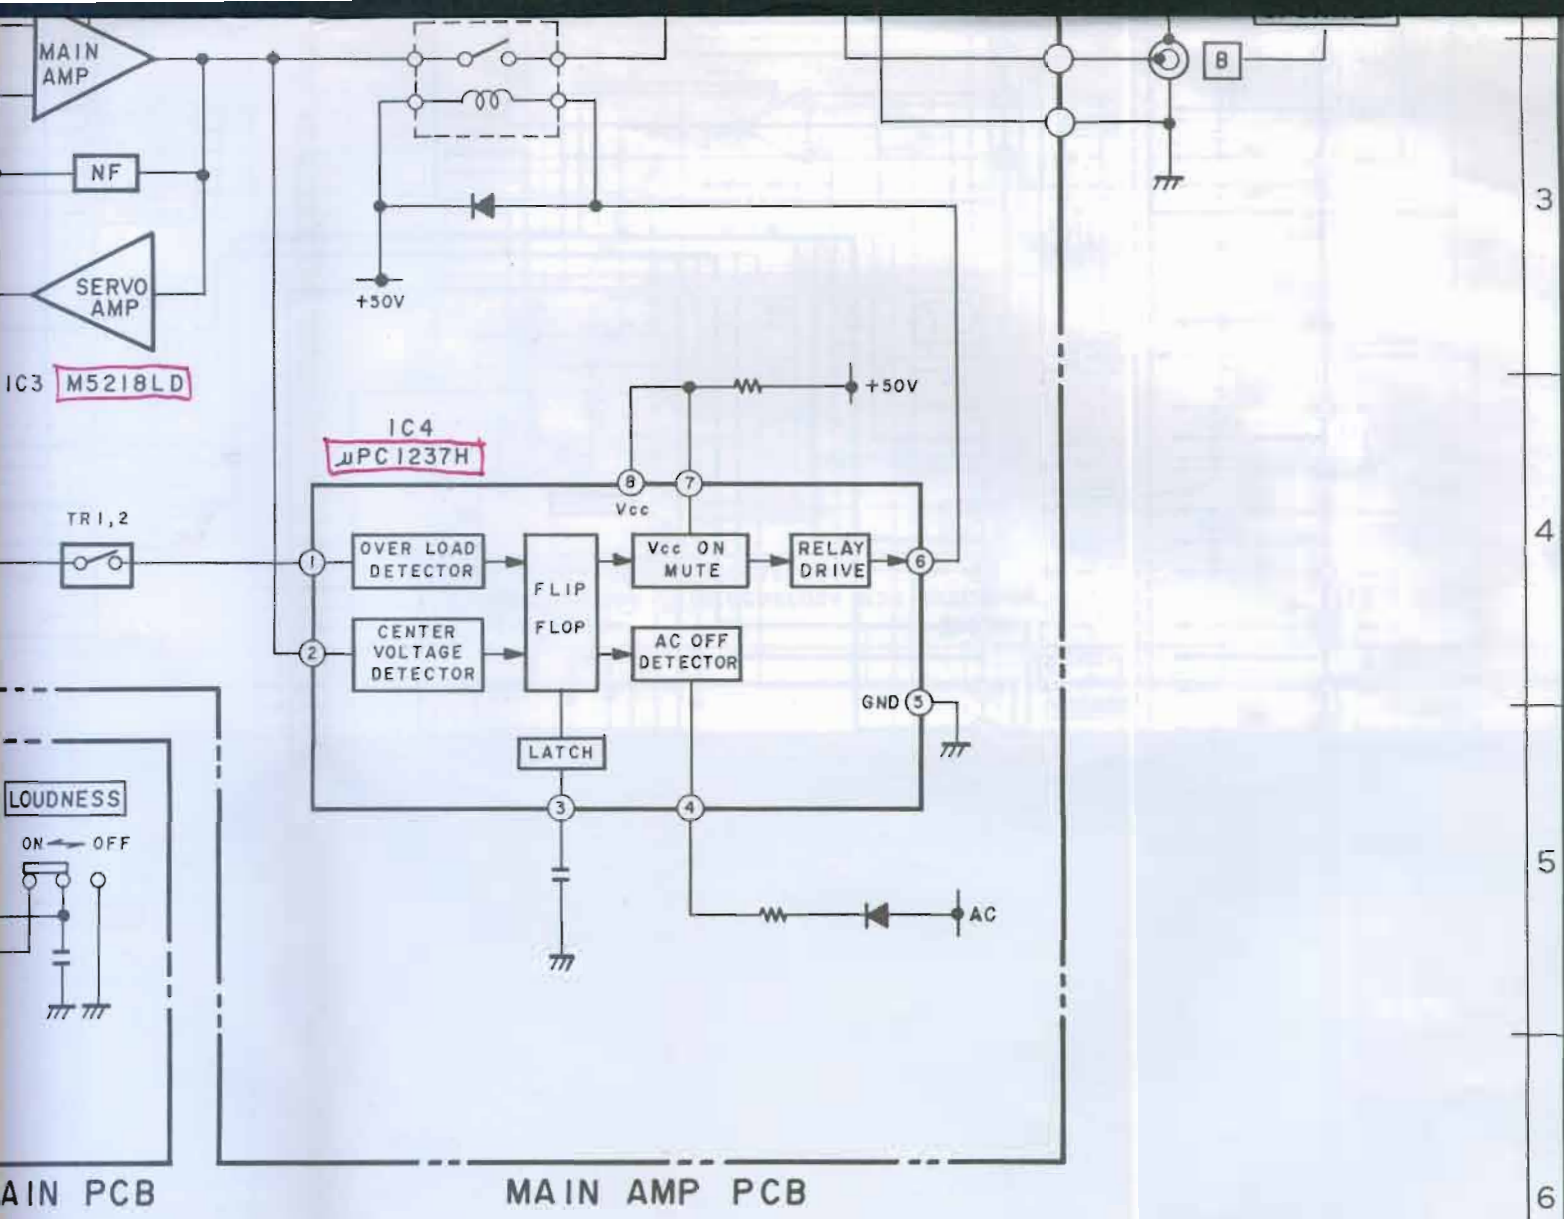 MAIN
AMP
B
NF
3
SERVO
AMP
+50V
IC3 M5218LD
+50V
IC4
μPC1237H
8
7
Vcc
TR1,2
4
1
OVER LOAD
DETECTOR
FLIP
FLOP
Vcc ON
MUTE
RELAY
DRIVE
6
2
CENTER
VOLTAGE
DETECTOR
AC OFF
DETECTOR
GND
5
LATCH
LOUDNESS
3
4
ON OFF
5
AC
AIN PCB
MAIN AMP PCB
6